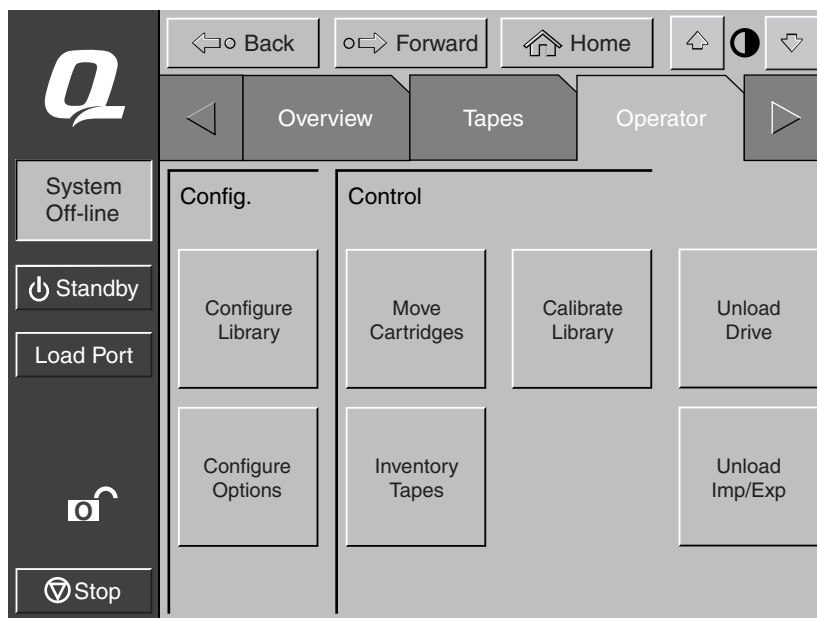 Q
Back
Forward
Home
Overview
Tapes
Operator
System
Off-line
Standby
Load Port
O
Stop
Config.
Control
Configure
Library
Move
Cartridges
Calibrate
Library
Unload
Drive
Configure
Options
Inventory
Tapes
Unload
Imp/Exp